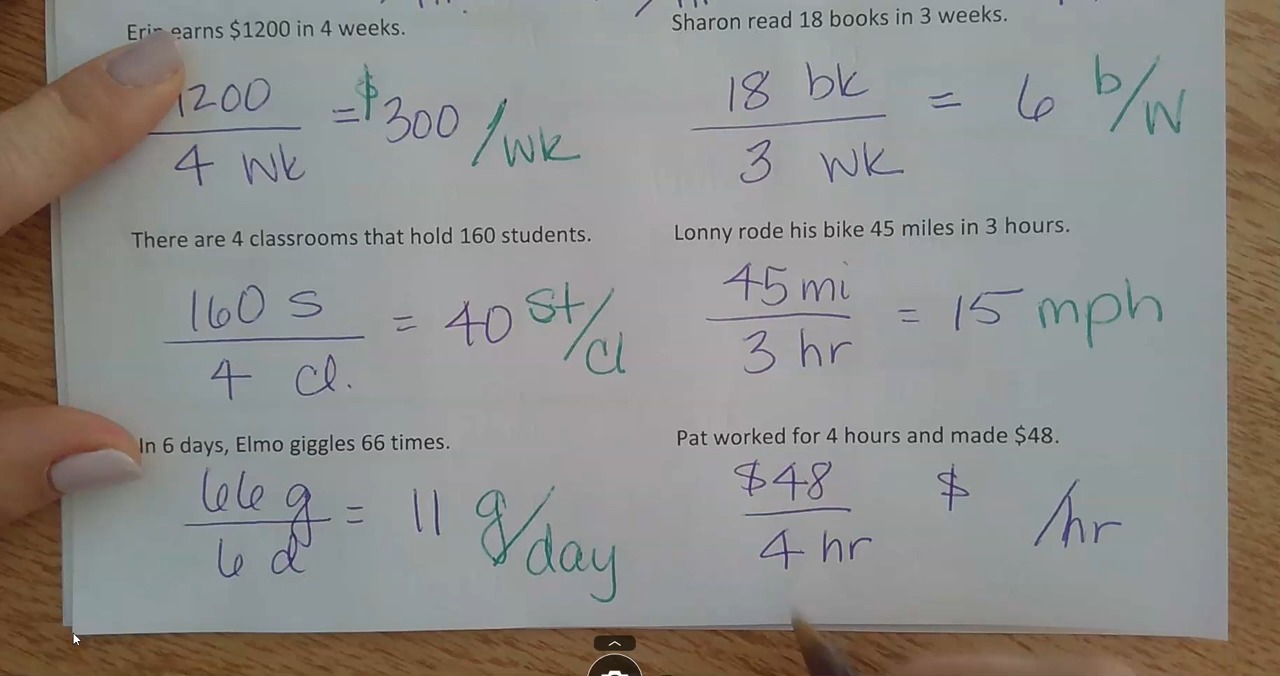 Erin earns $1200 in 4 weeks.
1200
4 wk
= $300 /wk
Sharon read 18 books in 3 weeks.
18 bk
3 wk
= 6 b/w
There are 4 classrooms that hold 160 students.
160 s
4 cl.
= 40 st/cl
Lonny rode his bike 45 miles in 3 hours.
45 mi
3 hr
= 15 mph
In 6 days, Elmo giggles 66 times.
66 g
6 d
= 11 g/day
Pat worked for 4 hours and made $48.
$48
4 hr
$ /hr